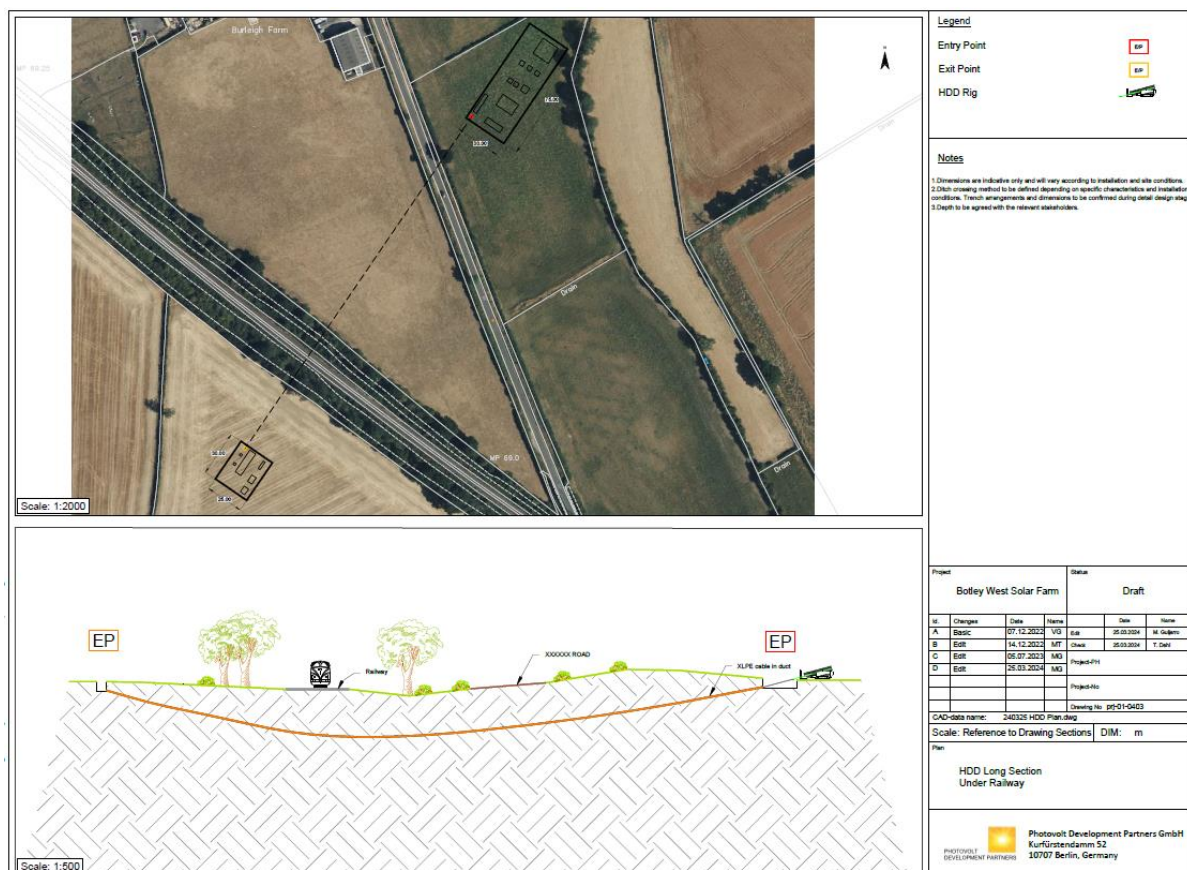 Burleigh Farm
MP 69.25
75.00
Drain
Drain
MP 69.0
Drain
25.00
Scale: 1:2000
EP
EP
XXXXXX ROAD
Railway
XLPE cable in duct
Scale: 1:500
Legend
Entry Point
E/P
Exit Point
E/P
HDD Rig
Notes
1.Dimensions are indicative only and will vary according to installation and site conditions.
2.Ditch crossing method to be defined depending on specific characteristics and installation
conditions. Trench arrangements and dimensions to be confirmed during detail design stag
3.Depth to be agreed with the relevant stakeholders.
Project
Status
Botley West Solar Farm
Draft
Id. Changes Date Name Date Name
A Basic 07.12.2022 VG Edit 25.03.2024
B Edit 14.12.2022 MT Check 25.03.2024 T. Dahl
C Edit 05.07.2023 MG
Project-PH
D Edit 25.03.2024 MG
Project-No
Drawing No prj-01-0403
CAD-data name: 240325 HDD Plan.dwg
Scale: Reference to Drawing Sections DIM: m
Plan
HDD Long Section
Under Railway
PHOTOVOLT
DEVELOPMENT PARTNERS
Photovolt Development Partners GmbH
Kurfürstendamm 52
10707 Berlin, Germany